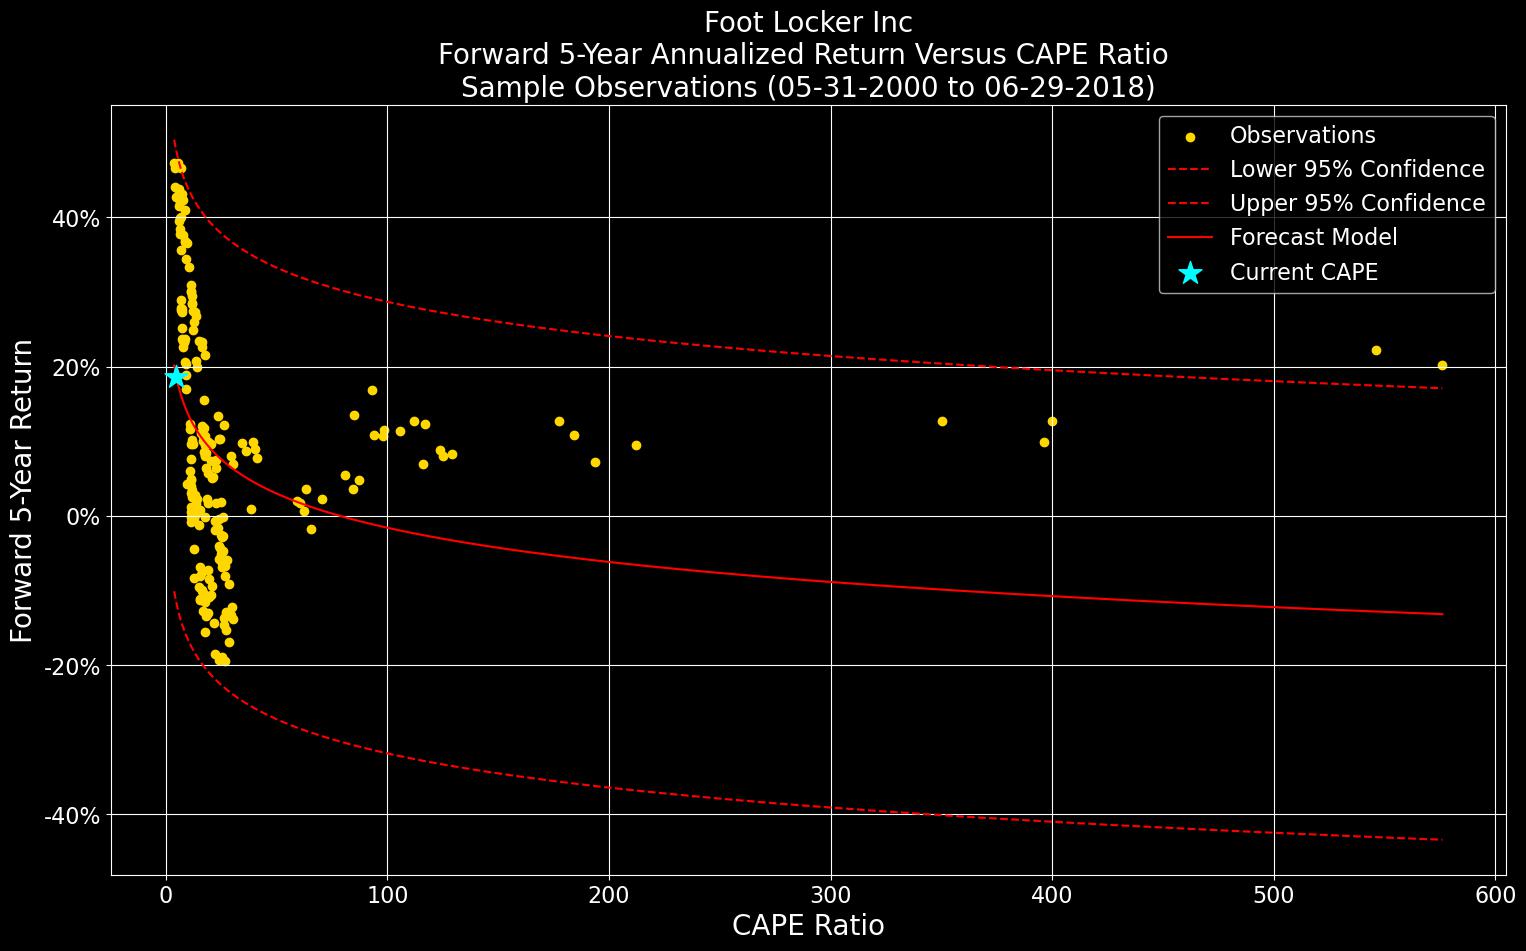 Foot Locker Inc
Forward 5-Year Annualized Return Versus CAPE Ratio
Sample Observations (05-31-2000 to 06-29-2018)
Observations
Lower 95% Confidence
Upper 95% Confidence
Forecast Model
Current CAPE
Forward 5-Year Return
40%
20%
0%
-20%
-40%
0 100 200 300 400 500 600
CAPE Ratio